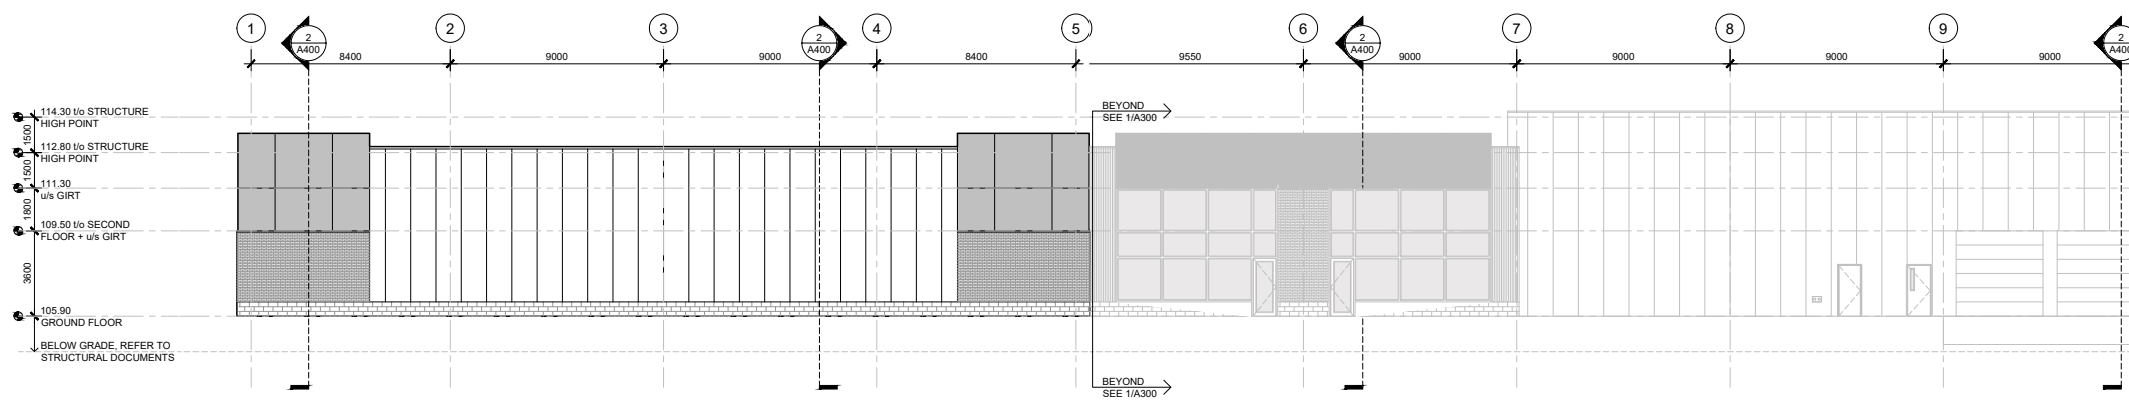 1 2 3 4 5 6 7 8 9
2
A400
2
A400
2
A400
2
A400
8400 9000 9000 8400 9550 9000 9000 9000 9000
114.30 t/o STRUCTURE
HIGH POINT
1500
112.80 t/o STRUCTURE
HIGH POINT
1500
111.30
u/s GIRT
1800
109.50 t/o SECOND
FLOOR + u/s GIRT
3600
105.90
GROUND FLOOR
BELOW GRADE, REFER TO
STRUCTURAL DOCUMENTS
BEYOND
SEE 1/A300
BEYOND
SEE 1/A300